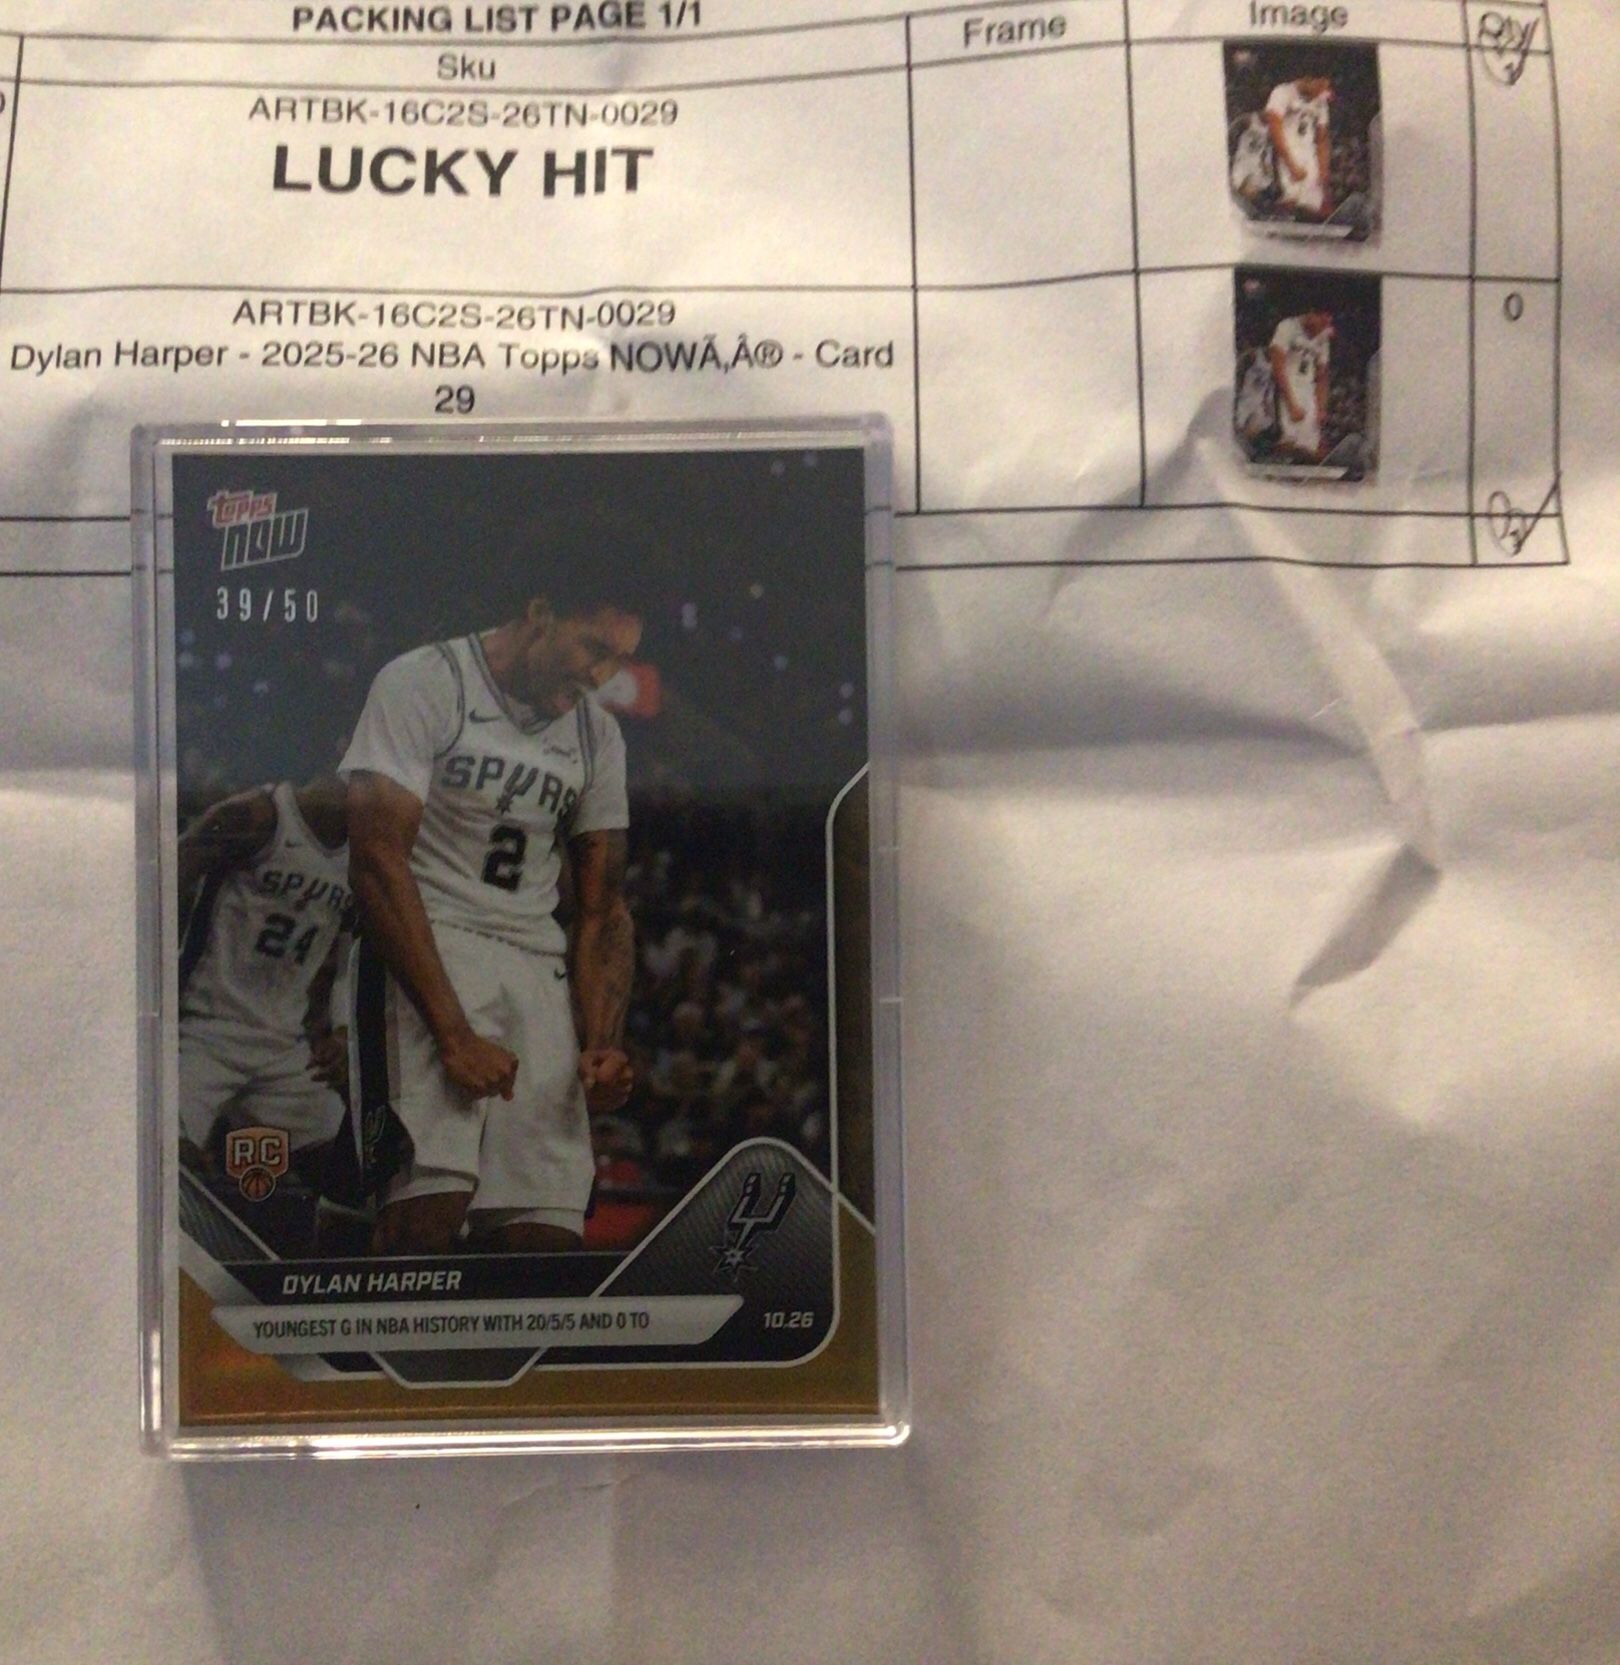 PACKING LIST PAGE 1/1
Sku
Frame
Image
Qty
ARTBK-16C2S-26TN-0029
LUCKY HIT
ARTBK-16C2S-26TN-0029
0
Dylan Harper - 2025-26 NBA Topps NOWÃ‚Â® - Card
29
topps
now
39/50
SPURS
2
SPURS
24
RC
DYLAN HARPER
YOUNGEST G IN NBA HISTORY WITH 20/5/5 AND 0 TO
10.26